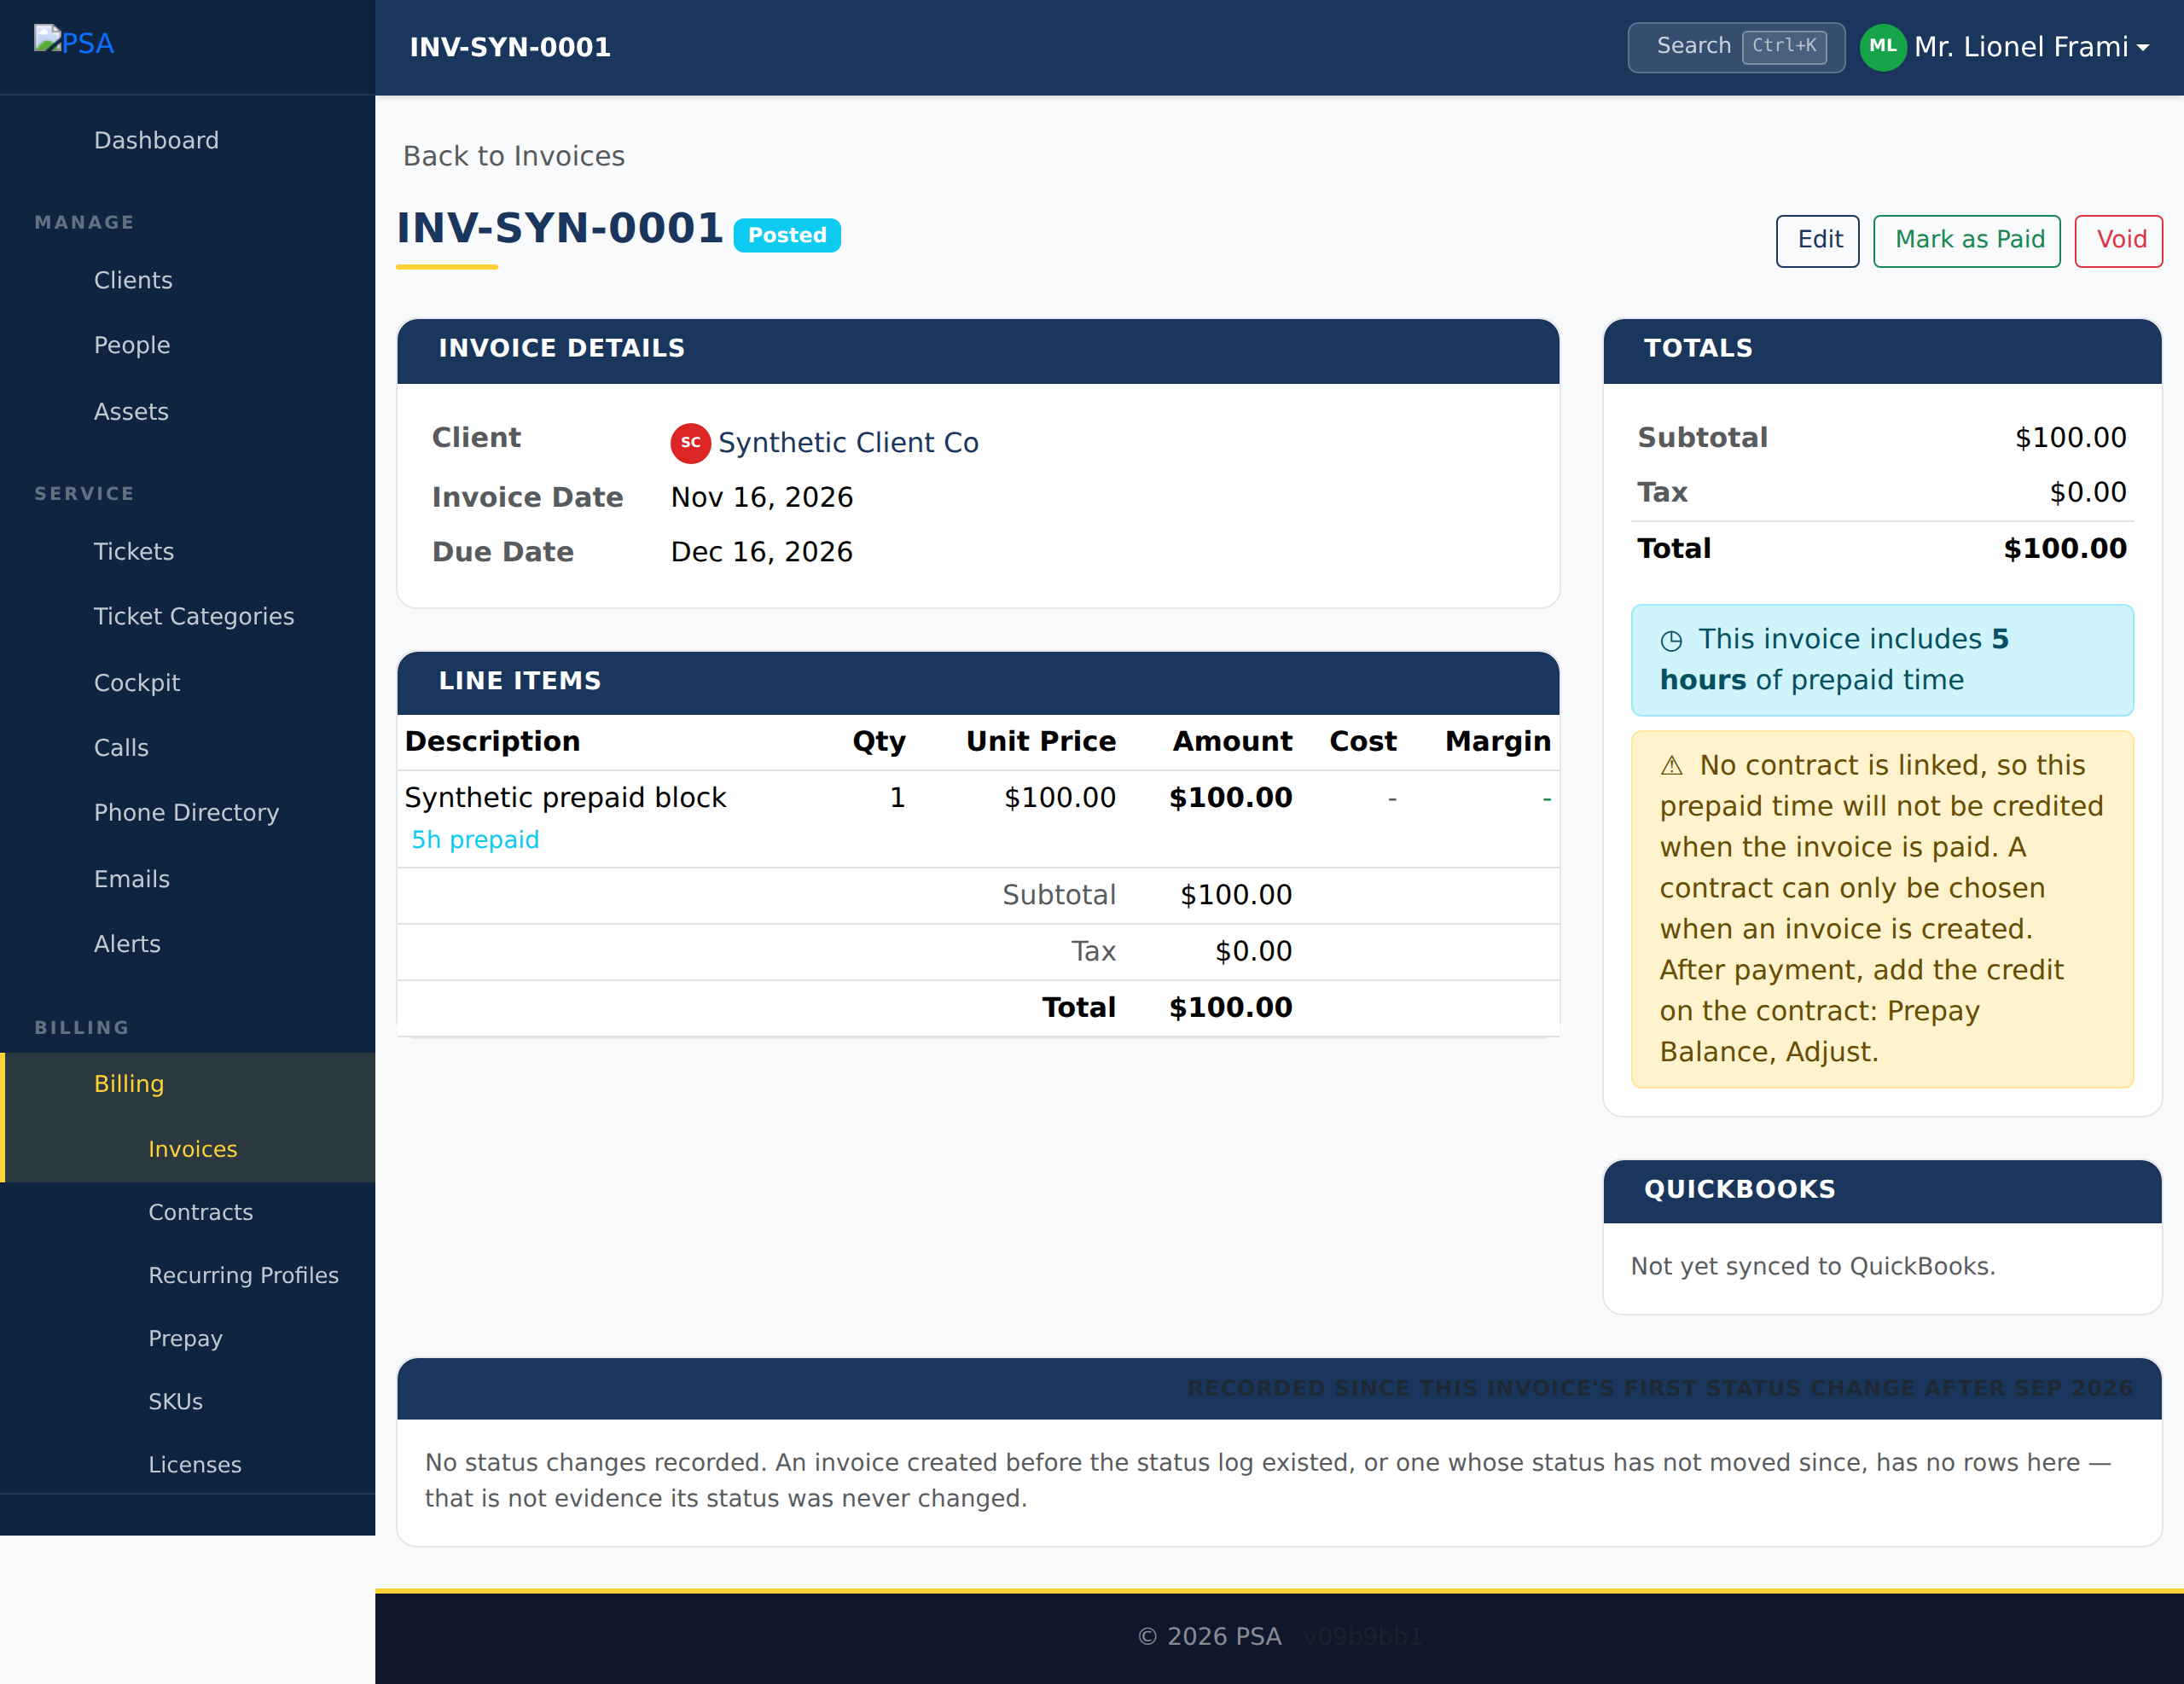 PSA
INV-SYN-0001
Search Ctrl+K
ML Mr. Lionel Frami
Dashboard
MANAGE
Clients
People
Assets
SERVICE
Tickets
Ticket Categories
Cockpit
Calls
Phone Directory
Emails
Alerts
BILLING
Billing
Invoices
Contracts
Recurring Profiles
Prepay
SKUs
Licenses
Back to Invoices
INV-SYN-0001 Posted
Edit Mark as Paid Void
INVOICE DETAILS
Client SC Synthetic Client Co
Invoice Date Nov 16, 2026
Due Date Dec 16, 2026
LINE ITEMS
Description Qty Unit Price Amount Cost Margin
Synthetic prepaid block 1 $100.00 $100.00 - -
5h prepaid
Subtotal $100.00
Tax $0.00
Total $100.00
TOTALS
Subtotal $100.00
Tax $0.00
Total $100.00
◷ This invoice includes 5
hours of prepaid time
⚠ No contract is linked, so this
prepaid time will not be credited
when the invoice is paid. A
contract can only be chosen
when an invoice is created.
After payment, add the credit
on the contract: Prepay
Balance, Adjust.
QUICKBOOKS
Not yet synced to QuickBooks.
RECORDED SINCE THIS INVOICE'S FIRST STATUS CHANGE AFTER SEP 2026
No status changes recorded. An invoice created before the status log existed, or one whose status has not moved since, has no rows here —
that is not evidence its status was never changed.
© 2026 PSA v09b9bb1